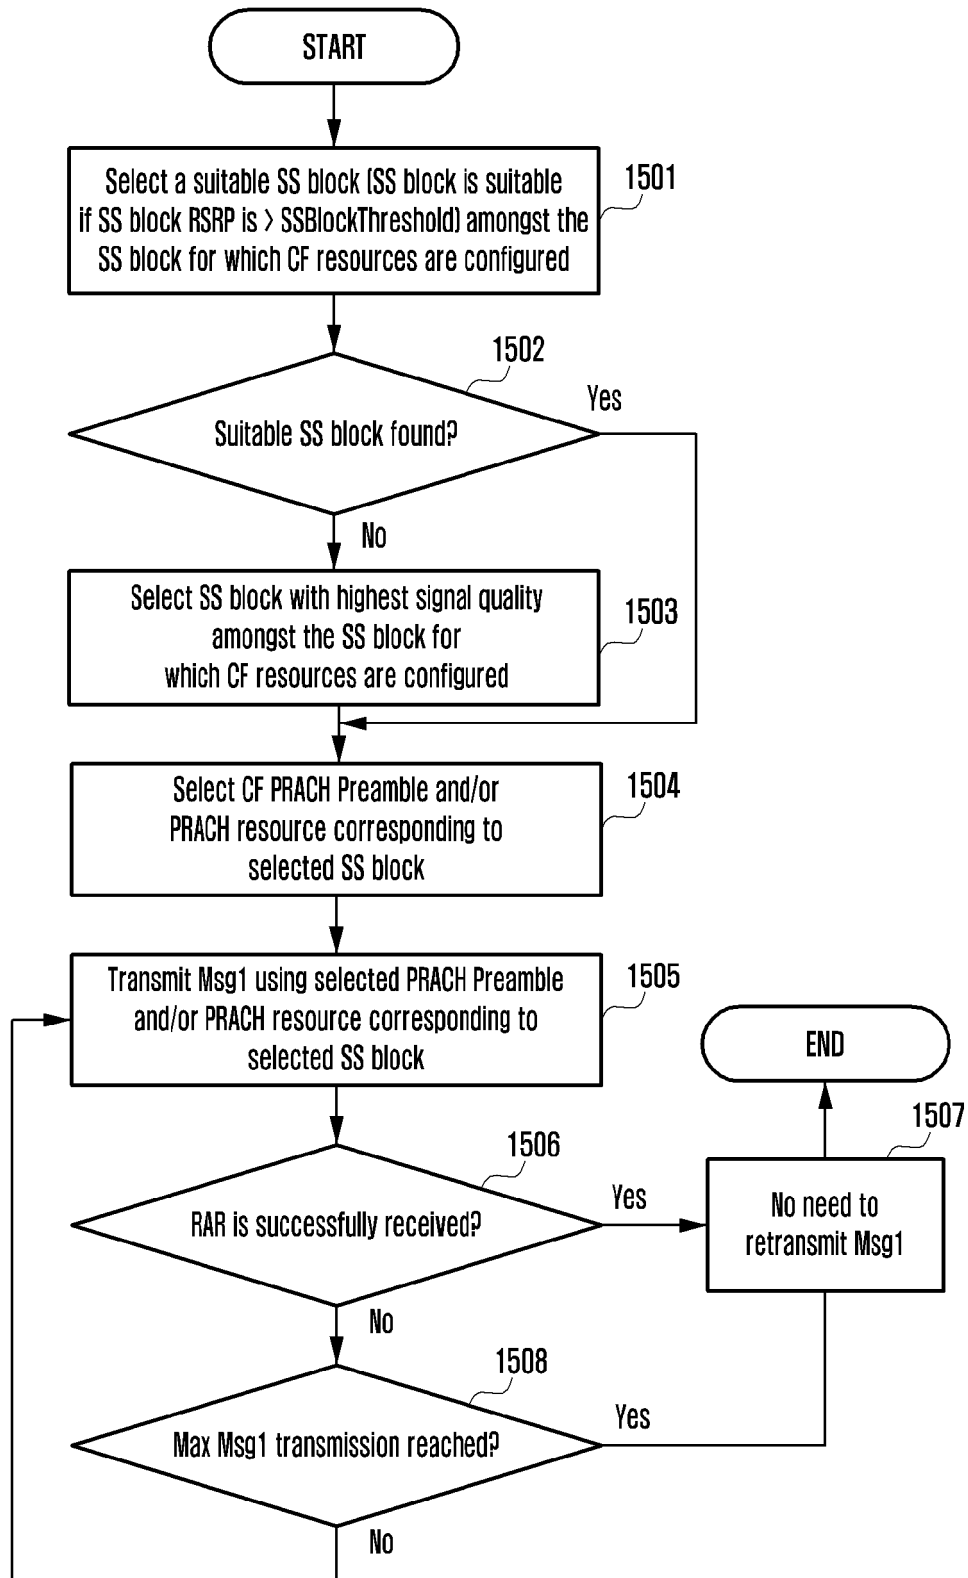 START
Select a suitable SS block (SS block is suitable
if SS block RSRP is > SSBlockThreshold) amongst the
SS block for which CF resources are configured
1501
1502
Suitable SS block found?
Yes
No
Select SS block with highest signal quality
amongst the SS block for
which CF resources are configured
1503
Select CF PRACH Preamble and/or
PRACH resource corresponding to
selected SS block
1504
Transmit Msg1 using selected PRACH Preamble
and/or PRACH resource corresponding to
selected SS block
1505
END
1506
RAR is successfully received?
Yes
No
1507
No need to
retransmit Msg1
1508
Max Msg1 transmission reached?
Yes
No